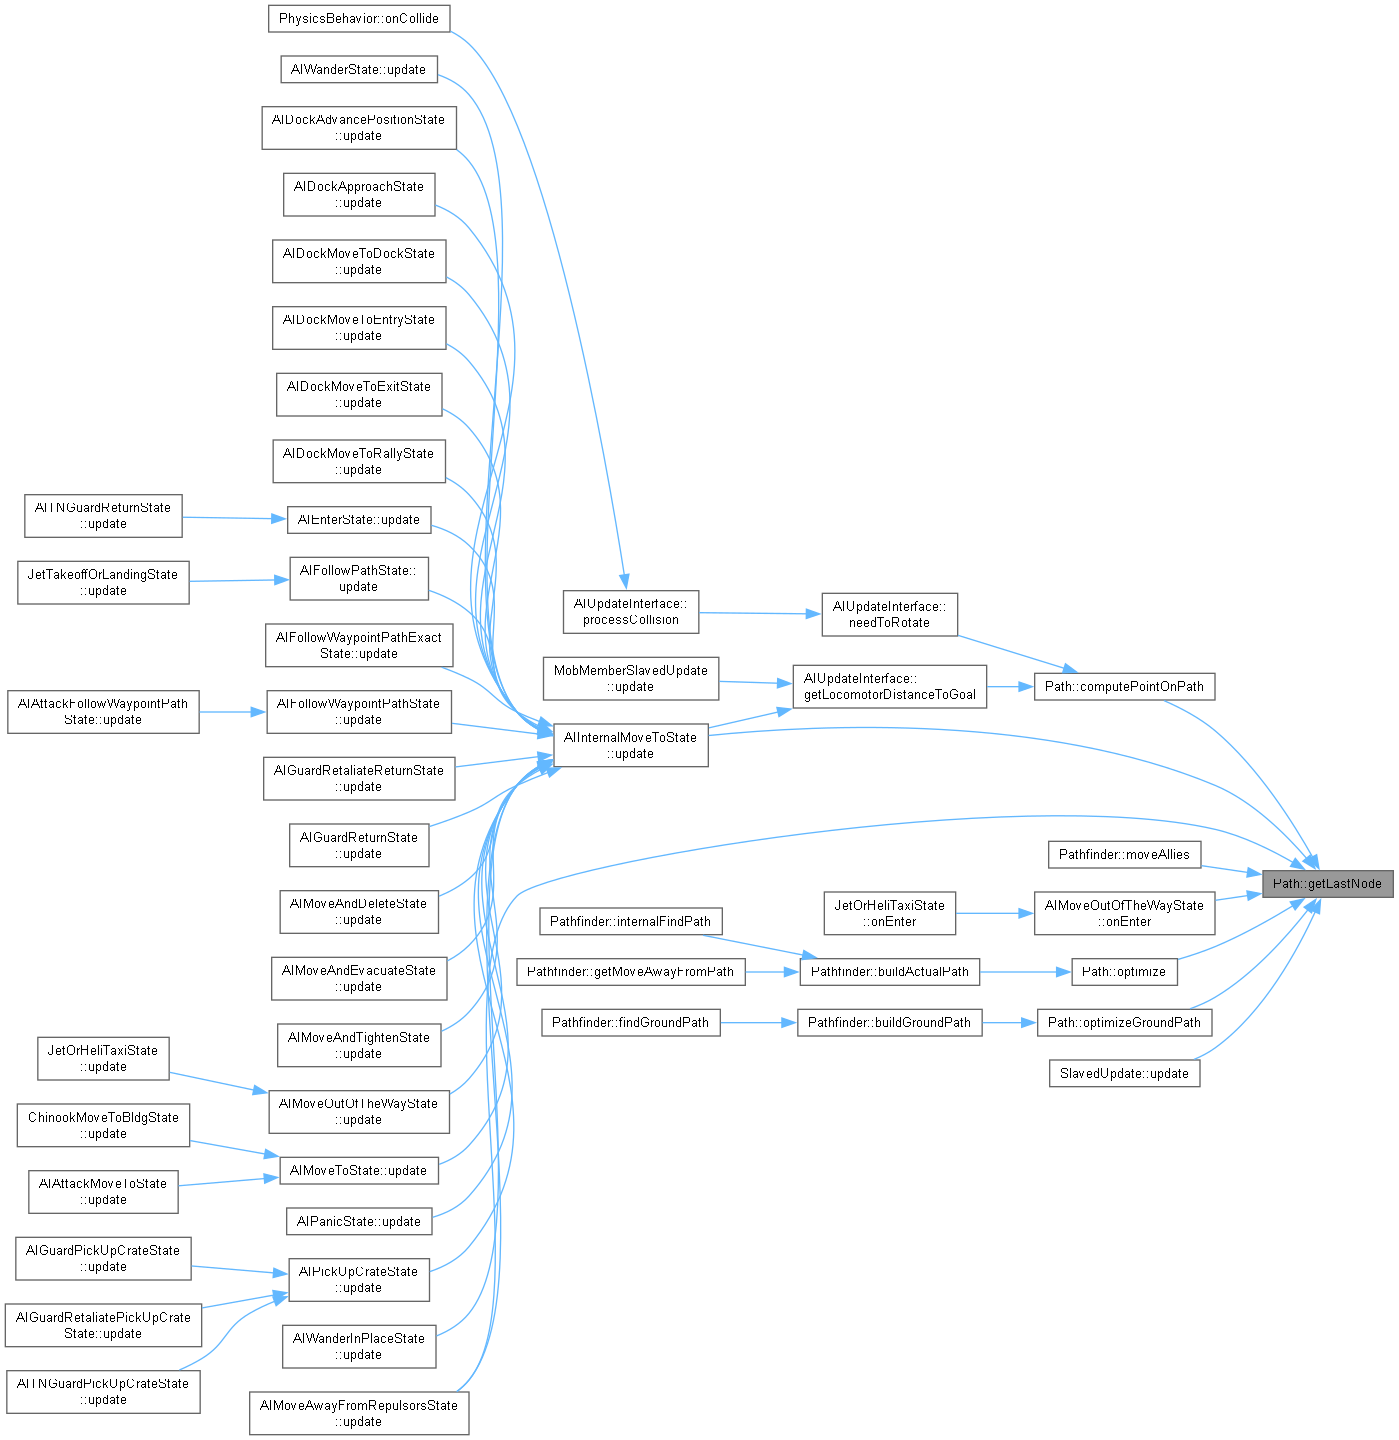 PhysicsBehavior::onCollide
AIWanderState::update
AIDockAdvancePositionState
::update
AIDockApproachState
::update
AIDockMoveToDockState
::update
AIDockMoveToEntryState
::update
AIDockMoveToExitState
::update
AIDockMoveToRallyState
::update
AITNGuardReturnState
::update
AIEnterState::update
JetTakeoffOrLandingState
::update
AIFollowPathState::
update
AIUpdateInterface::
processCollision
AIUpdateInterface::
needToRotate
AIFollowWaypointPathExact
State::update
MobMemberSlavedUpdate
::update
AIUpdateInterface::
getLocomotorDistanceToGoal
Path::computePointOnPath
AIAttackFollowWaypointPath
State::update
AIFollowWaypointPathState
::update
AIInternalMoveToState
::update
AIGuardRetaliateReturnState
::update
AIGuardReturnState
::update
Pathfinder::moveAllies
Path::getLastNode
AIMoveAndDeleteState
::update
JetOrHeliTaxiState
::onEnter
AIMoveOutOfTheWayState
::onEnter
Pathfinder::internalFindPath
AIMoveAndEvacuateState
::update
Pathfinder::getMoveAwayFromPath
Pathfinder::buildActualPath
Path::optimize
AIMoveAndTightenState
::update
Pathfinder::findGroundPath
Pathfinder::buildGroundPath
Path::optimizeGroundPath
JetOrHeliTaxiState
::update
SlavedUpdate::update
AIMoveOutOfTheWayState
::update
ChinookMoveToBldgState
::update
AIMoveToState::update
AIAttackMoveToState
::update
AIPanicState::update
AIGuardPickUpCrateState
::update
AIPickUpCrateState
::update
AIGuardRetaliatePickUpCrate
State::update
AIWanderInPlaceState
::update
AITNGuardPickUpCrateState
::update
AIMoveAwayFromRepulsorsState
::update